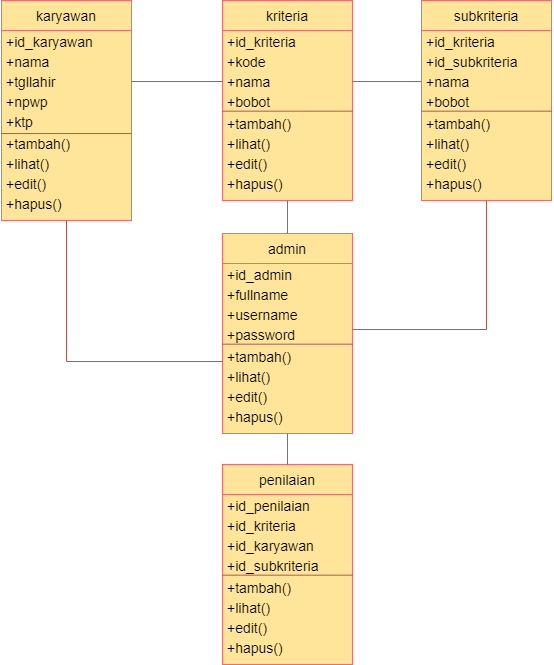 karyawan
+id_karyawan
+nama
+tgllahir
+npwp
+ktp
+tambah()
+lihat()
+edit()
+hapus()
kriteria
+id_kriteria
+kode
+nama
+bobot
+tambah()
+lihat()
+edit()
+hapus()
subkriteria
+id_kriteria
+id_subkriteria
+nama
+bobot
+tambah()
+lihat()
+edit()
+hapus()
admin
+id_admin
+fullname
+username
+password
+tambah()
+lihat()
+edit()
+hapus()
penilaian
+id_penilaian
+id_kriteria
+id_karyawan
+id_subkriteria
+tambah()
+lihat()
+edit()
+hapus()